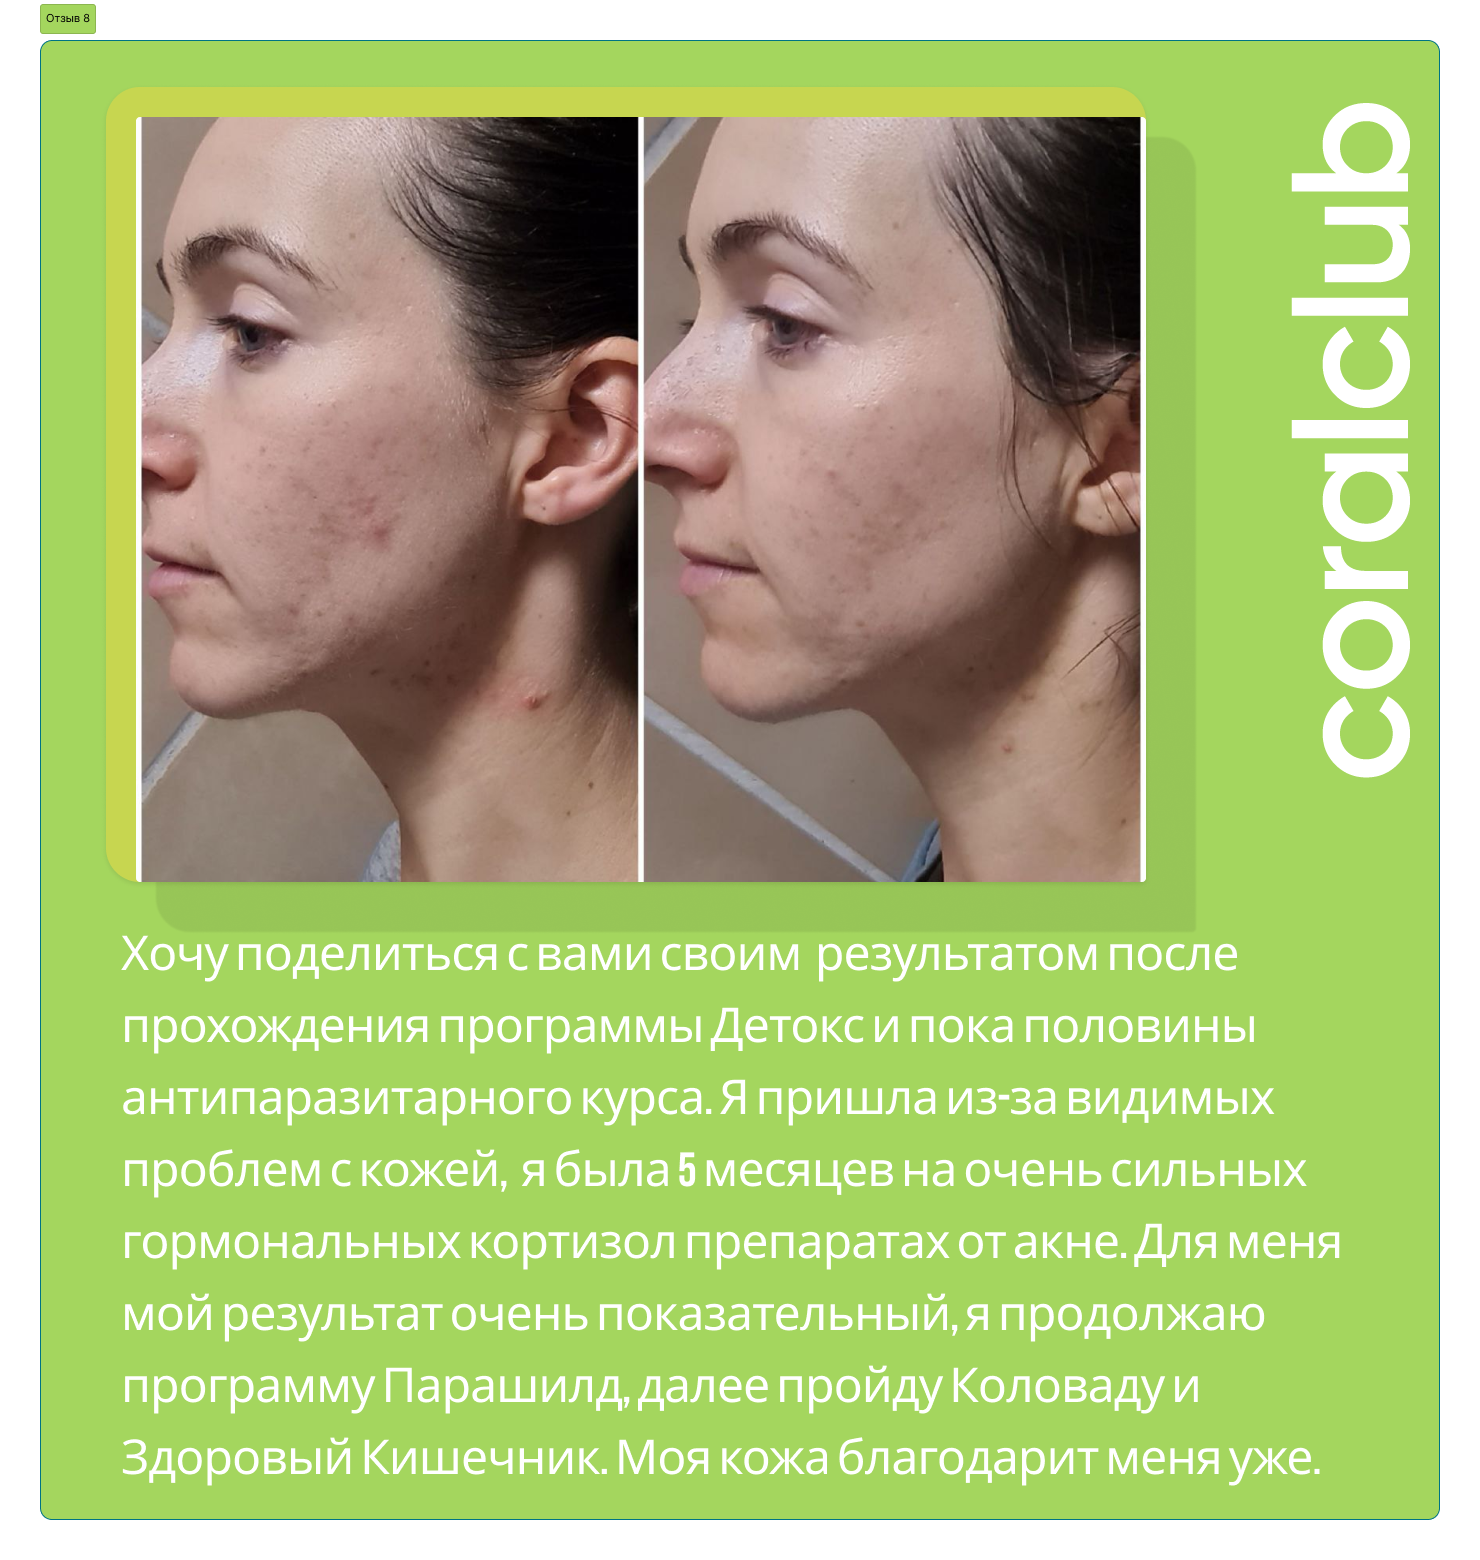 Отзыв 8
coralclub
Хочу поделиться с вами своим результатом после
прохождения программы Детокс и пока половины
антипаразитарного курса. Я пришла из-за видимых
проблем с кожей, я была 5 месяцев на очень сильных
гормональных кортизол препаратах от акне. Для меня
мой результат очень показательный, я продолжаю
программу Парашилд, далее пройду Коловаду и
Здоровый Кишечник. Моя кожа благодарит меня уже.